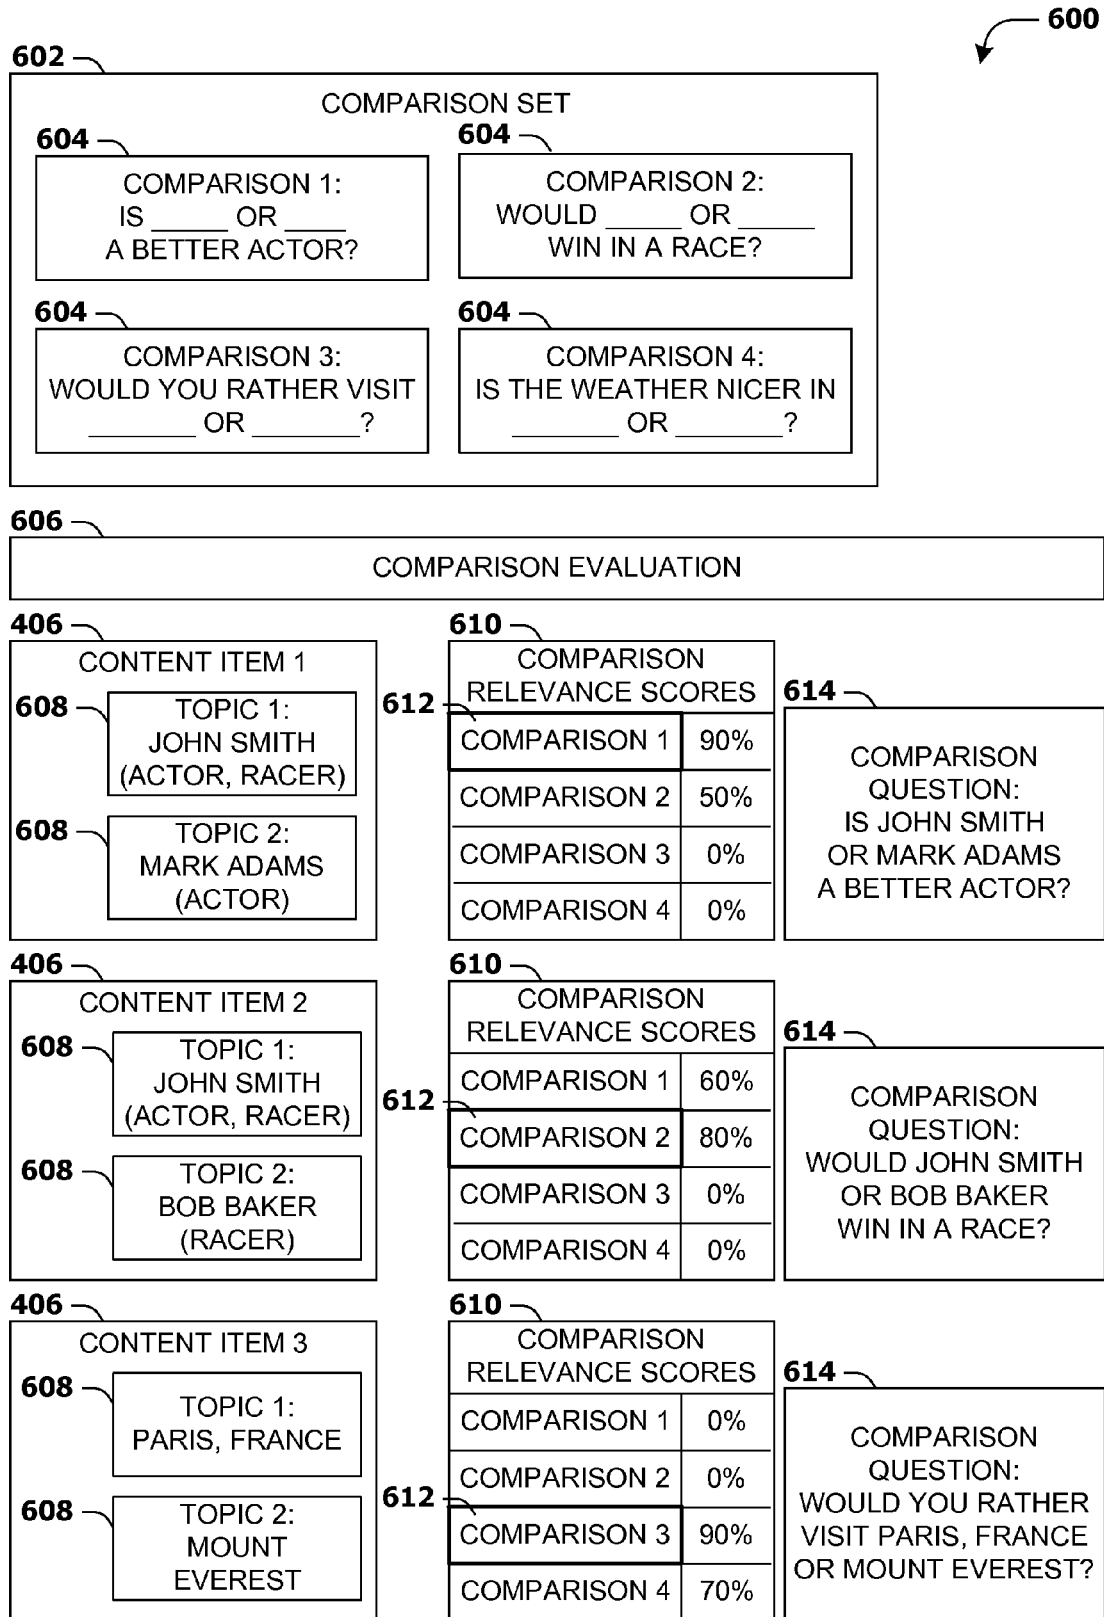 600
602
COMPARISON SET
604
COMPARISON 1:
IS _____ OR ____
A BETTER ACTOR?
604
COMPARISON 2:
WOULD _____ OR _____
WIN IN A RACE?
604
COMPARISON 3:
WOULD YOU RATHER VISIT
_______ OR _______?
604
COMPARISON 4:
IS THE WEATHER NICER IN
_______ OR _______?
606
COMPARISON EVALUATION
406
CONTENT ITEM 1
608
TOPIC 1:
JOHN SMITH
(ACTOR, RACER)
608
TOPIC 2:
MARK ADAMS
(ACTOR)
610
COMPARISON
RELEVANCE SCORES
612
COMPARISON 1 90%
COMPARISON 2 50%
COMPARISON 3 0%
COMPARISON 4 0%
614
COMPARISON
QUESTION:
IS JOHN SMITH
OR MARK ADAMS
A BETTER ACTOR?
406
CONTENT ITEM 2
608
TOPIC 1:
JOHN SMITH
(ACTOR, RACER)
608
TOPIC 2:
BOB BAKER
(RACER)
610
COMPARISON
RELEVANCE SCORES
COMPARISON 1 60%
612
COMPARISON 2 80%
COMPARISON 3 0%
COMPARISON 4 0%
614
COMPARISON
QUESTION:
WOULD JOHN SMITH
OR BOB BAKER
WIN IN A RACE?
406
CONTENT ITEM 3
608
TOPIC 1:
PARIS, FRANCE
608
TOPIC 2:
MOUNT
EVEREST
610
COMPARISON
RELEVANCE SCORES
COMPARISON 1 0%
COMPARISON 2 0%
612
COMPARISON 3 90%
COMPARISON 4 70%
614
COMPARISON
QUESTION:
WOULD YOU RATHER
VISIT PARIS, FRANCE
OR MOUNT EVEREST?